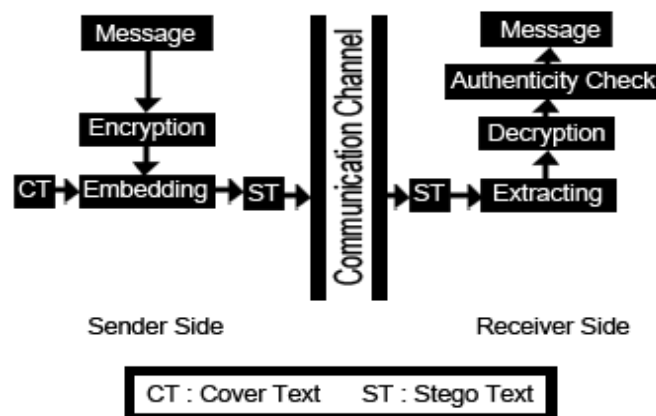 Message
Encryption
CT
Embedding
ST
Sender Side
Communication Channel
Message
Authenticity Check
Decryption
ST
Extracting
Receiver Side
CT : Cover Text ST : Stego Text